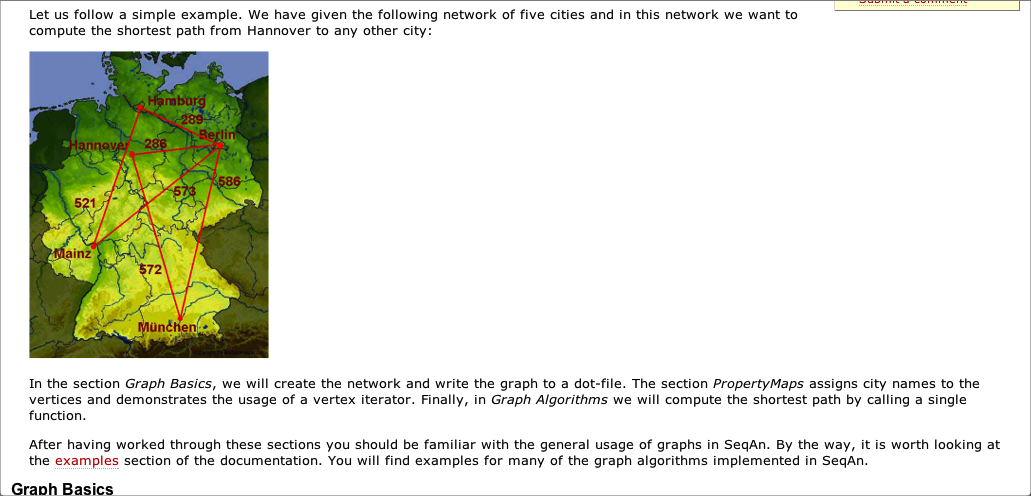 Submit a comment
Let us follow a simple example. We have given the following network of five cities and in this network we want to
compute the shortest path from Hannover to any other city:
Hamburg
289
Berlin
Hannover 286
586
573
521
Mainz
572
München
In the section Graph Basics, we will create the network and write the graph to a dot-file. The section PropertyMaps assigns city names to the
vertices and demonstrates the usage of a vertex iterator. Finally, in Graph Algorithms we will compute the shortest path by calling a single
function.
After having worked through these sections you should be familiar with the general usage of graphs in SeqAn. By the way, it is worth looking at
the examples section of the documentation. You will find examples for many of the graph algorithms implemented in SeqAn.
Graph Basics